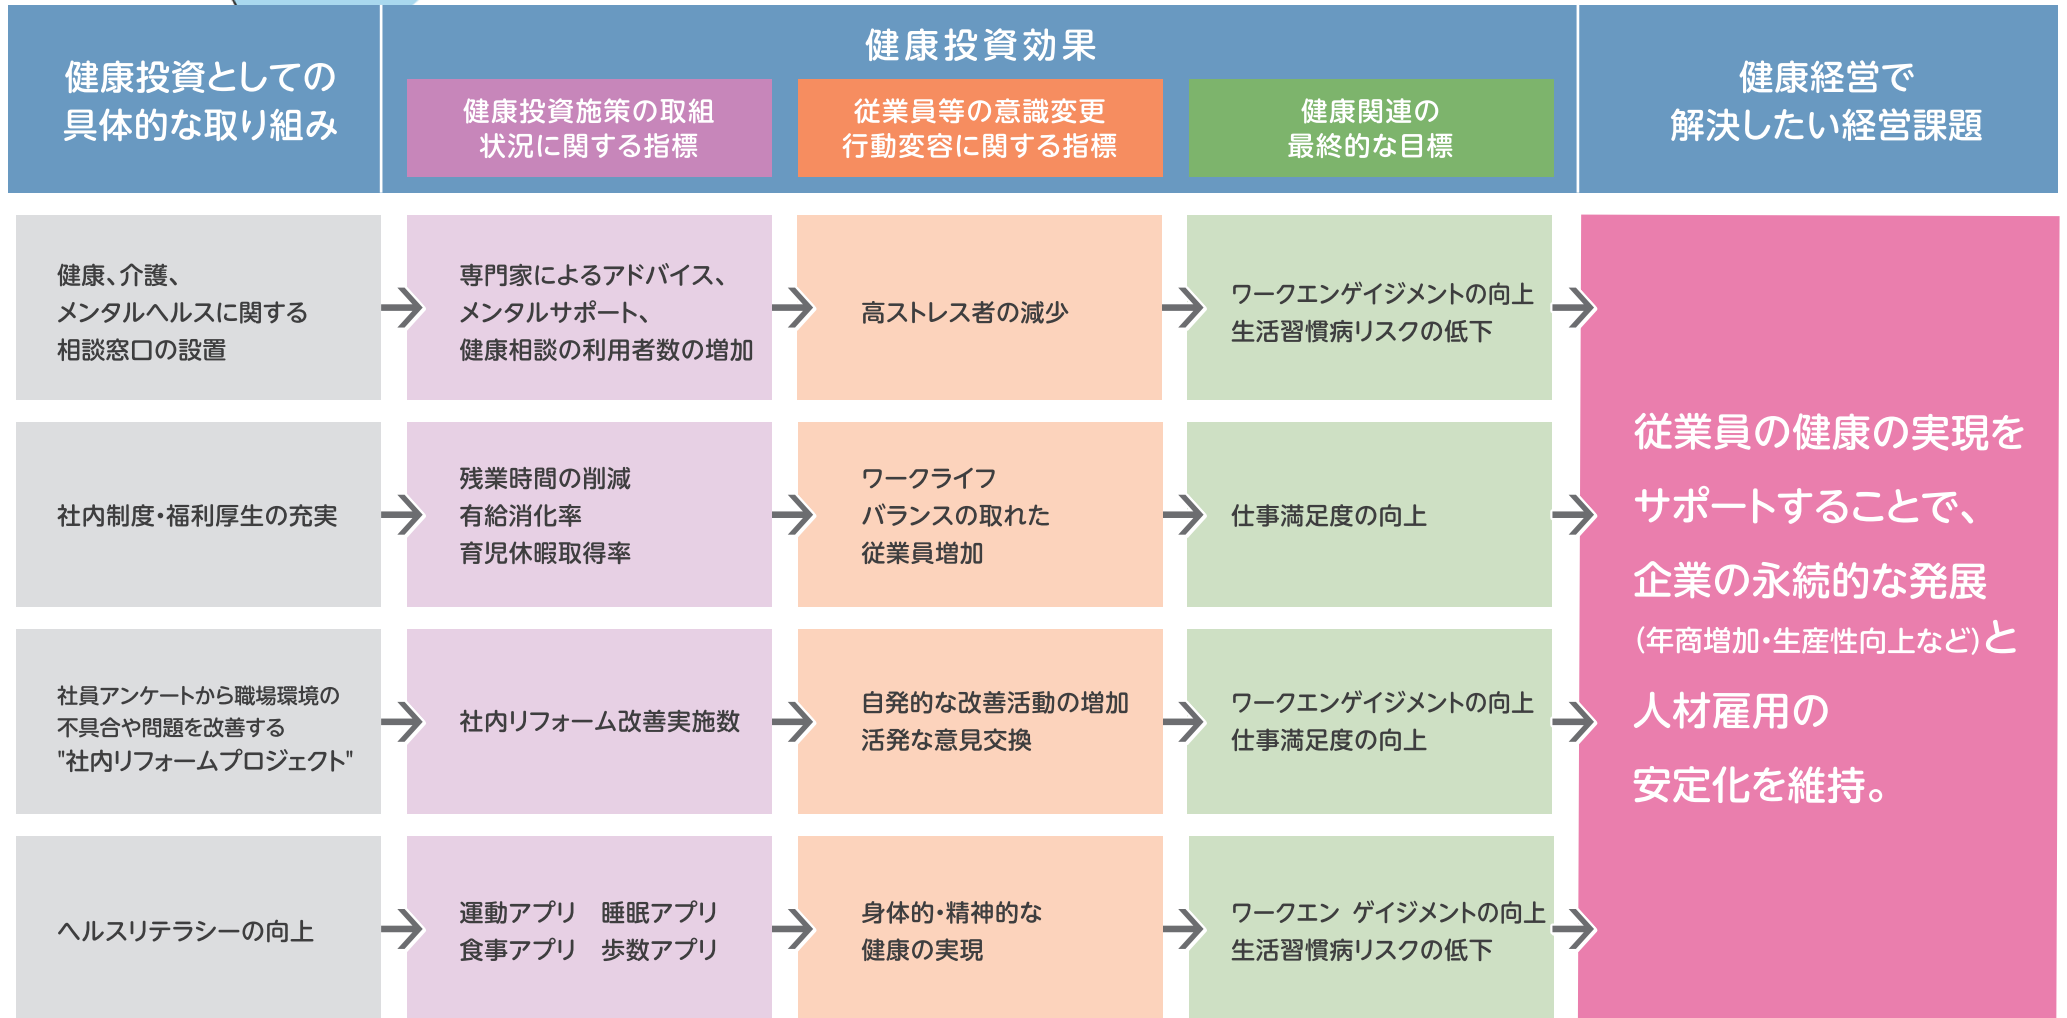 健康投資としての
具体的な取り組み
健康投資効果
健康投資施策の取組
状況に関する指標
従業員等の意識変更
行動変容に関する指標
健康関連の
最終的な目標
健康経営で
解決したい経営課題
健康、介護、
メンタルヘルスに関する
相談窓口の設置
専門家によるアドバイス、
メンタルサポート、
健康相談の利用者数の増加
高ストレス者の減少
ワークエンゲイジメントの向上
生活習慣病リスクの低下
社内制度・福利厚生の充実
残業時間の削減
有給消化率
育児休暇取得率
ワークライフ
バランスの取れた
従業員増加
仕事満足度の向上
社員アンケートから職場環境の
不具合や問題を改善する
"社内リフォームプロジェクト"
社内リフォーム改善実施数
自発的な改善活動の増加
活発な意見交換
ワークエンゲイジメントの向上
仕事満足度の向上
ヘルスリテラシーの向上
運動アプリ　睡眠アプリ
食事アプリ　歩数アプリ
身体的・精神的な
健康の実現
ワークエン ゲイジメントの向上
生活習慣病リスクの低下
従業員の健康の実現を
サポートすることで、
企業の永続的な発展
（年商増加・生産性向上など）と
人材雇用の
安定化を維持。